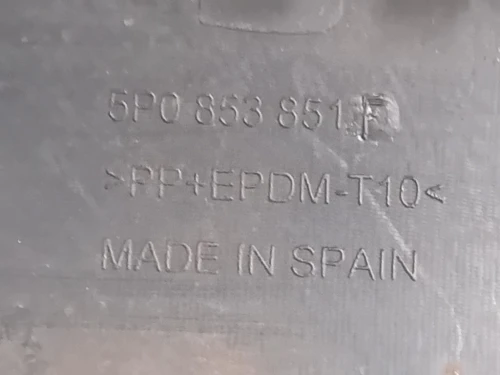 5P0 853 851 F
>PP+EPDM-T10<
MADE IN SPAIN